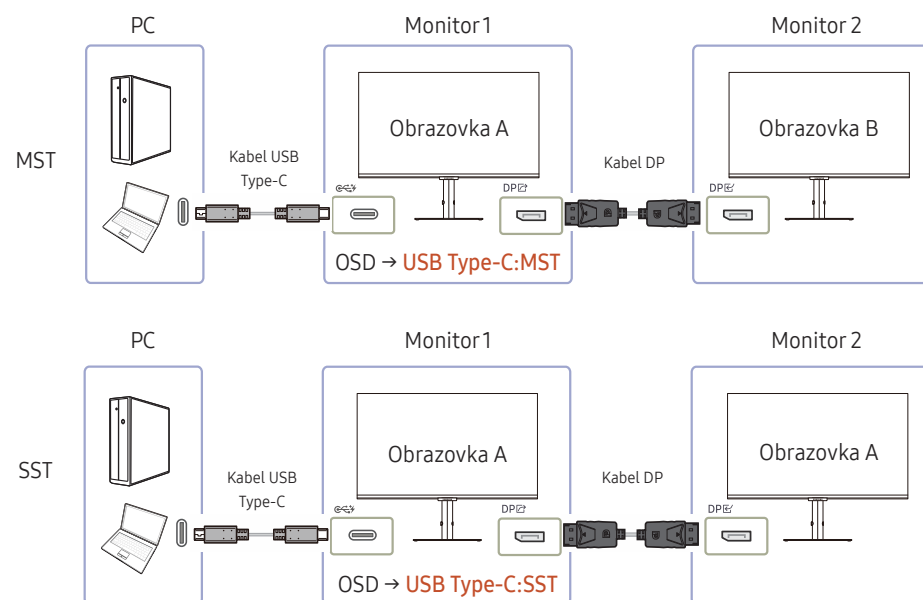 PC
Monitor 1
Monitor 2
MST
Kabel USB
Type-C
Obrazovka A
DP
Kabel DP
DP
Obrazovka B
OSD → USB Type-C:MST
PC
Monitor 1
Monitor 2
SST
Kabel USB
Type-C
Obrazovka A
DP
Kabel DP
DP
Obrazovka A
OSD → USB Type-C:SST